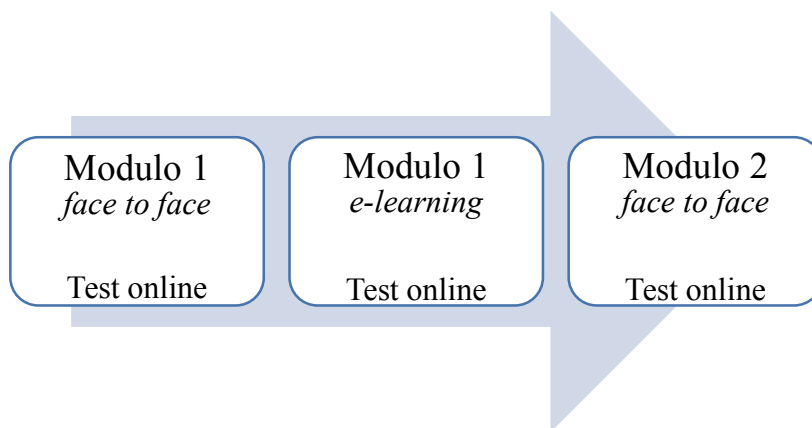 Modulo 1
face to face
Test online
Modulo 1
e-learning
Test online
Modulo 2
face to face
Test online